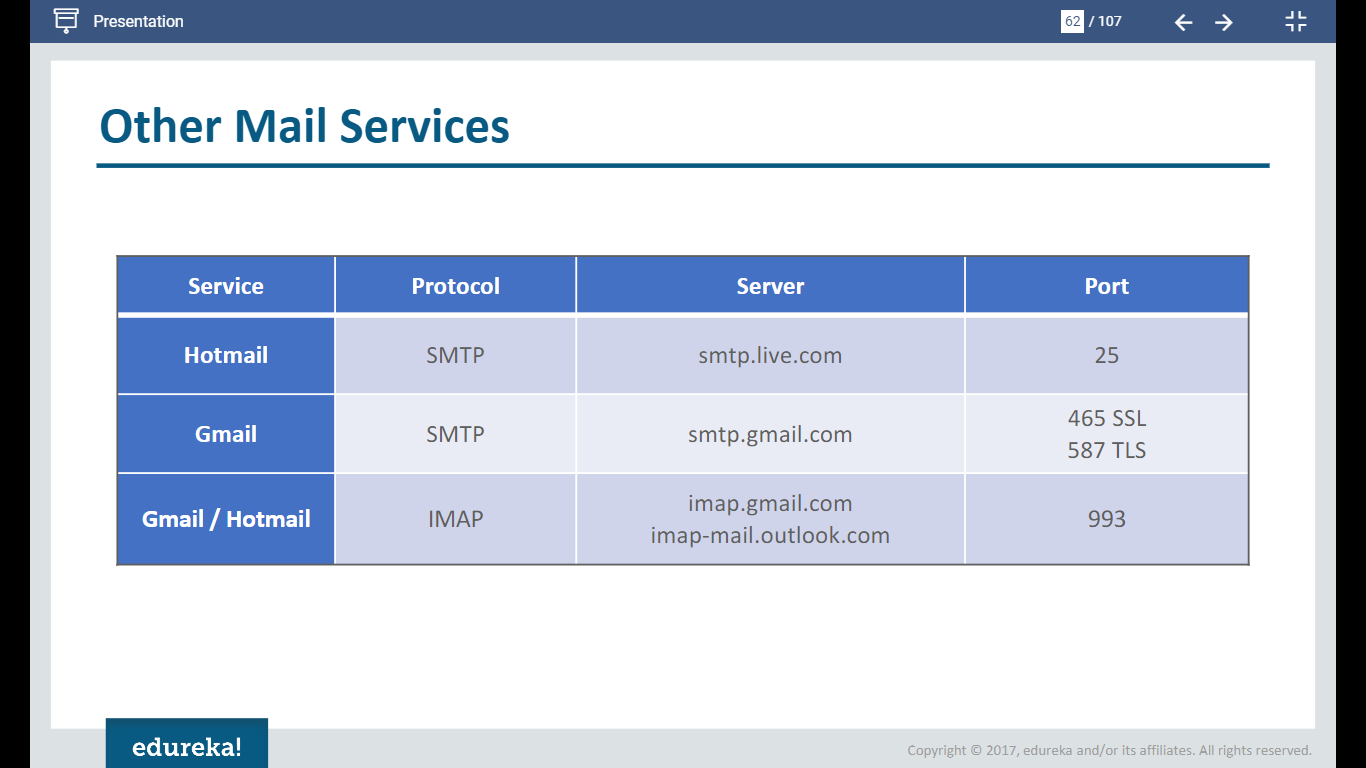 Presentation
62 / 107
Other Mail Services
Service Protocol Server Port
Hotmail SMTP smtp.live.com 25
Gmail SMTP smtp.gmail.com 465 SSL
587 TLS
Gmail / Hotmail IMAP imap.gmail.com 993
imap-mail.outlook.com
edureka!
Copyright © 2017, edureka and/or its affiliates. All rights reserved.